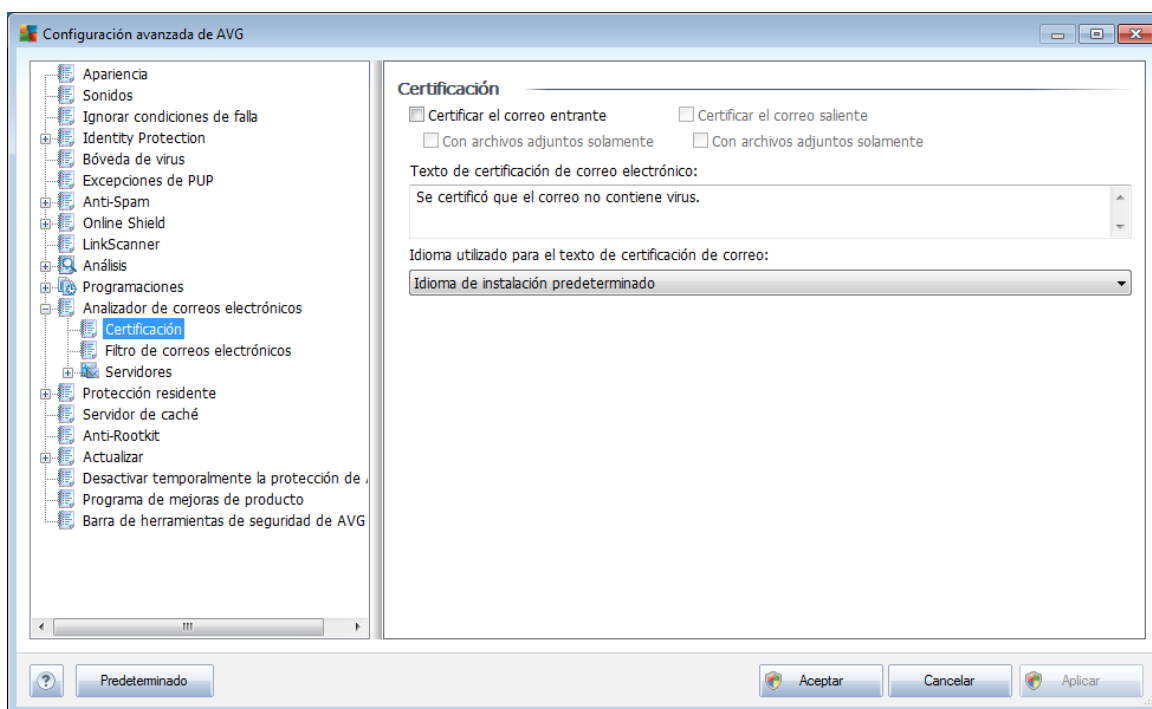 Configuración avanzada de AVG
Apariencia
Sonidos
Ignorar condiciones de falla
Identity Protection
Bóveda de virus
Excepciones de PUP
Anti-Spam
Online Shield
LinkScanner
Análisis
Programaciones
Analizador de correos electrónicos
Certificación
Filtro de correos electrónicos
Servidores
Protección residente
Servidor de caché
Anti-Rootkit
Actualizar
Desactivar temporalmente la protección de
Programa de mejoras de producto
Barra de herramientas de seguridad de AVG
Certificación
Certificar el correo entrante Certificar el correo saliente
Con archivos adjuntos solamente Con archivos adjuntos solamente
Texto de certificación de correo electrónico:
Se certificó que el correo no contiene virus.
Idioma utilizado para el texto de certificación de correo:
Idioma de instalación predeterminado
? Predeterminado Aceptar Cancelar Aplicar